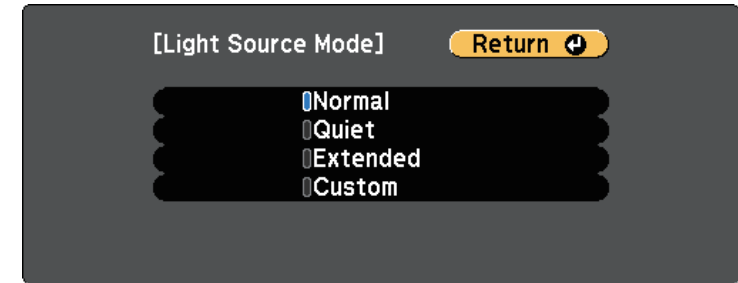 [Light Source Mode] Return
Normal
Quiet
Extended
Custom